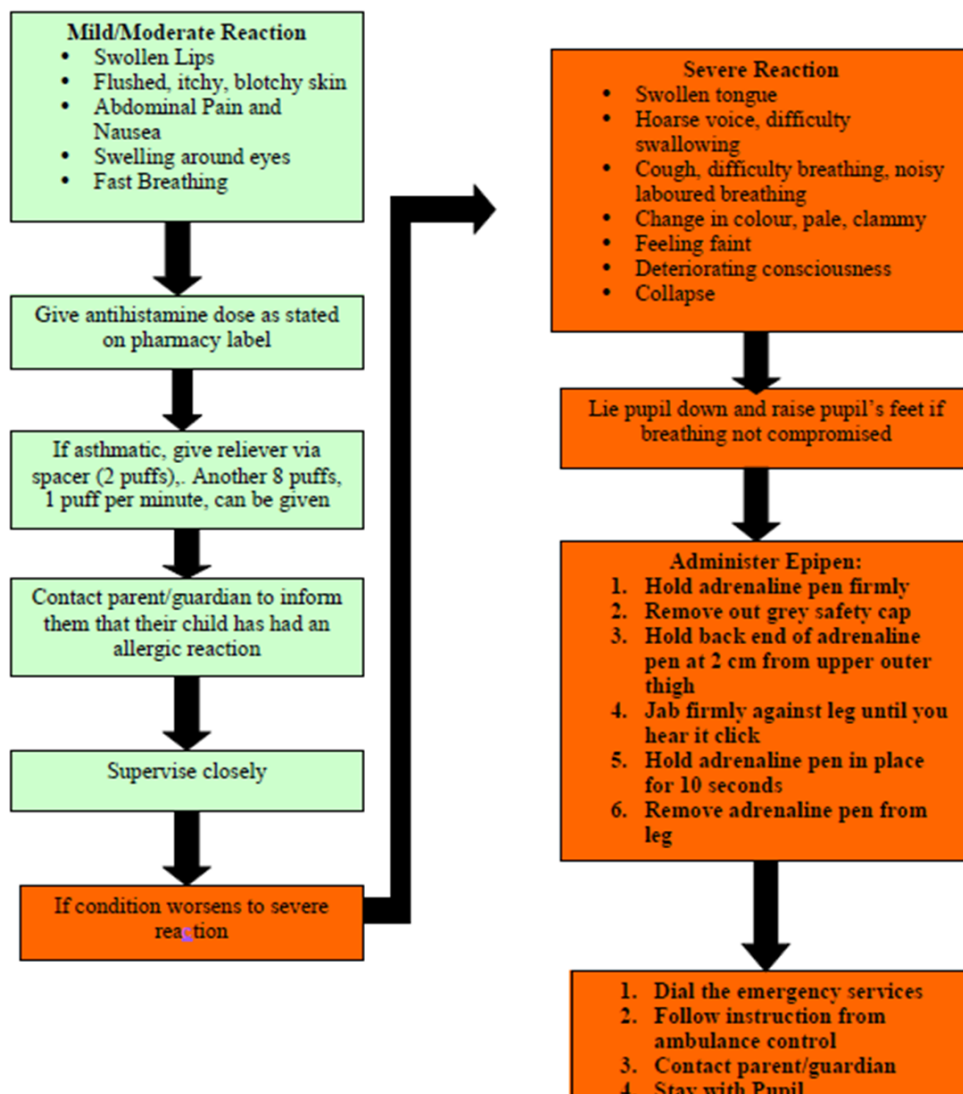 Mild/Moderate Reaction
• Swollen Lips
• Flushed, itchy, blotchy skin
• Abdominal Pain and
Nausea
• Swelling around eyes
• Fast Breathing
Give antihistamine dose as stated
on pharmacy label
If asthmatic, give reliever via
spacer (2 puffs),. Another 8 puffs,
1 puff per minute, can be given
Contact parent/guardian to inform
them that their child has had an
allergic reaction
Supervise closely
If condition worsens to severe
reaction
Severe Reaction
• Swollen tongue
• Hoarse voice, difficulty
swallowing
• Cough, difficulty breathing, noisy
laboured breathing
• Change in colour, pale, clammy
• Feeling faint
• Deteriorating consciousness
• Collapse
Lie pupil down and raise pupil’s feet if
breathing not compromised
Administer Epipen:
1. Hold adrenaline pen firmly
2. Remove out grey safety cap
3. Hold back end of adrenaline
pen at 2 cm from upper outer
thigh
4. Jab firmly against leg until you
hear it click
5. Hold adrenaline pen in place
for 10 seconds
6. Remove adrenaline pen from
leg
1. Dial the emergency services
2. Follow instruction from
ambulance control
3. Contact parent/guardian
4. Stay with Pupil